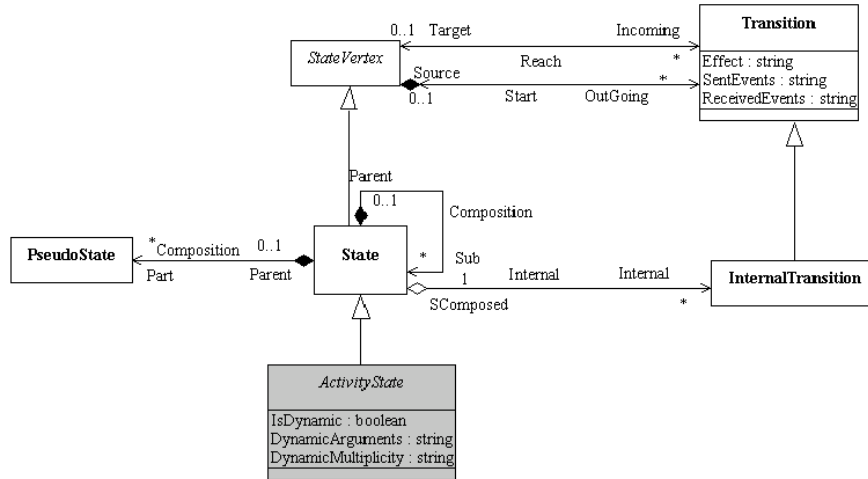 Transition
0..1 Target Incoming
StateVertex
Effect : string
Reach *
Source *
SentEvents : string
0..1 Start OutGoing
ReceivedEvents : string
Parent
0..1
Composition
*Composition 0..1
PseudoState
State
* Sub
Part Parent
1 Internal Internal
InternalTransition
SComposed *
ActivityState
IsDynamic : boolean
DynamicArguments : string
DynamicMultiplicity : string